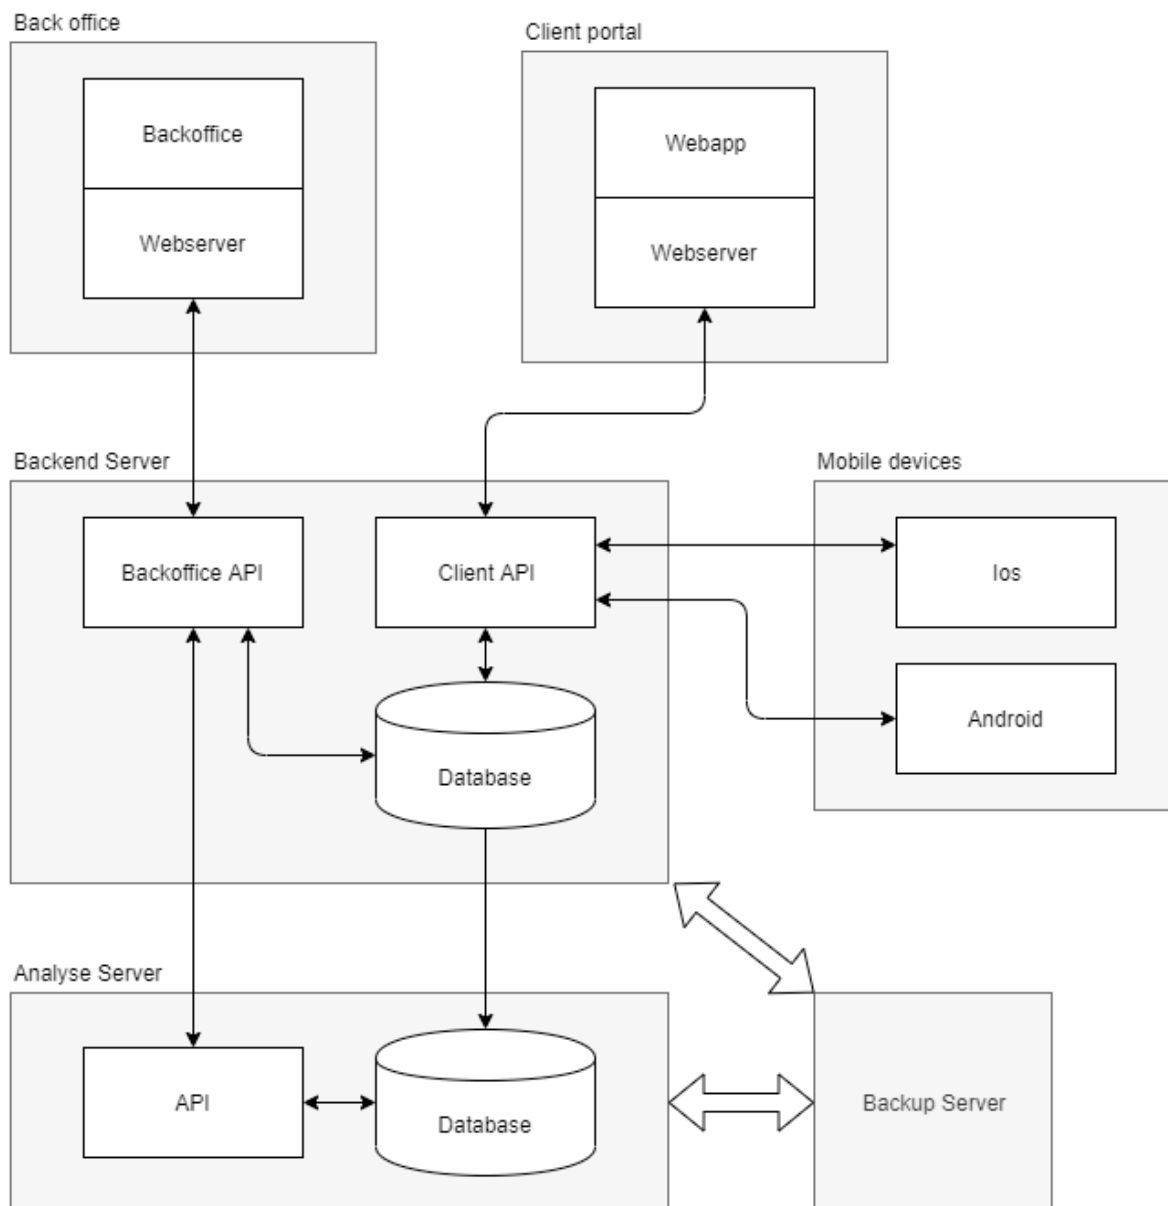 Back office
Client portal
Backoffice
Webapp
Webserver
Webserver
Backend Server
Mobile devices
Backoffice API
Client API
Ios
Android
Database
Analyse Server
API
Database
Backup Server